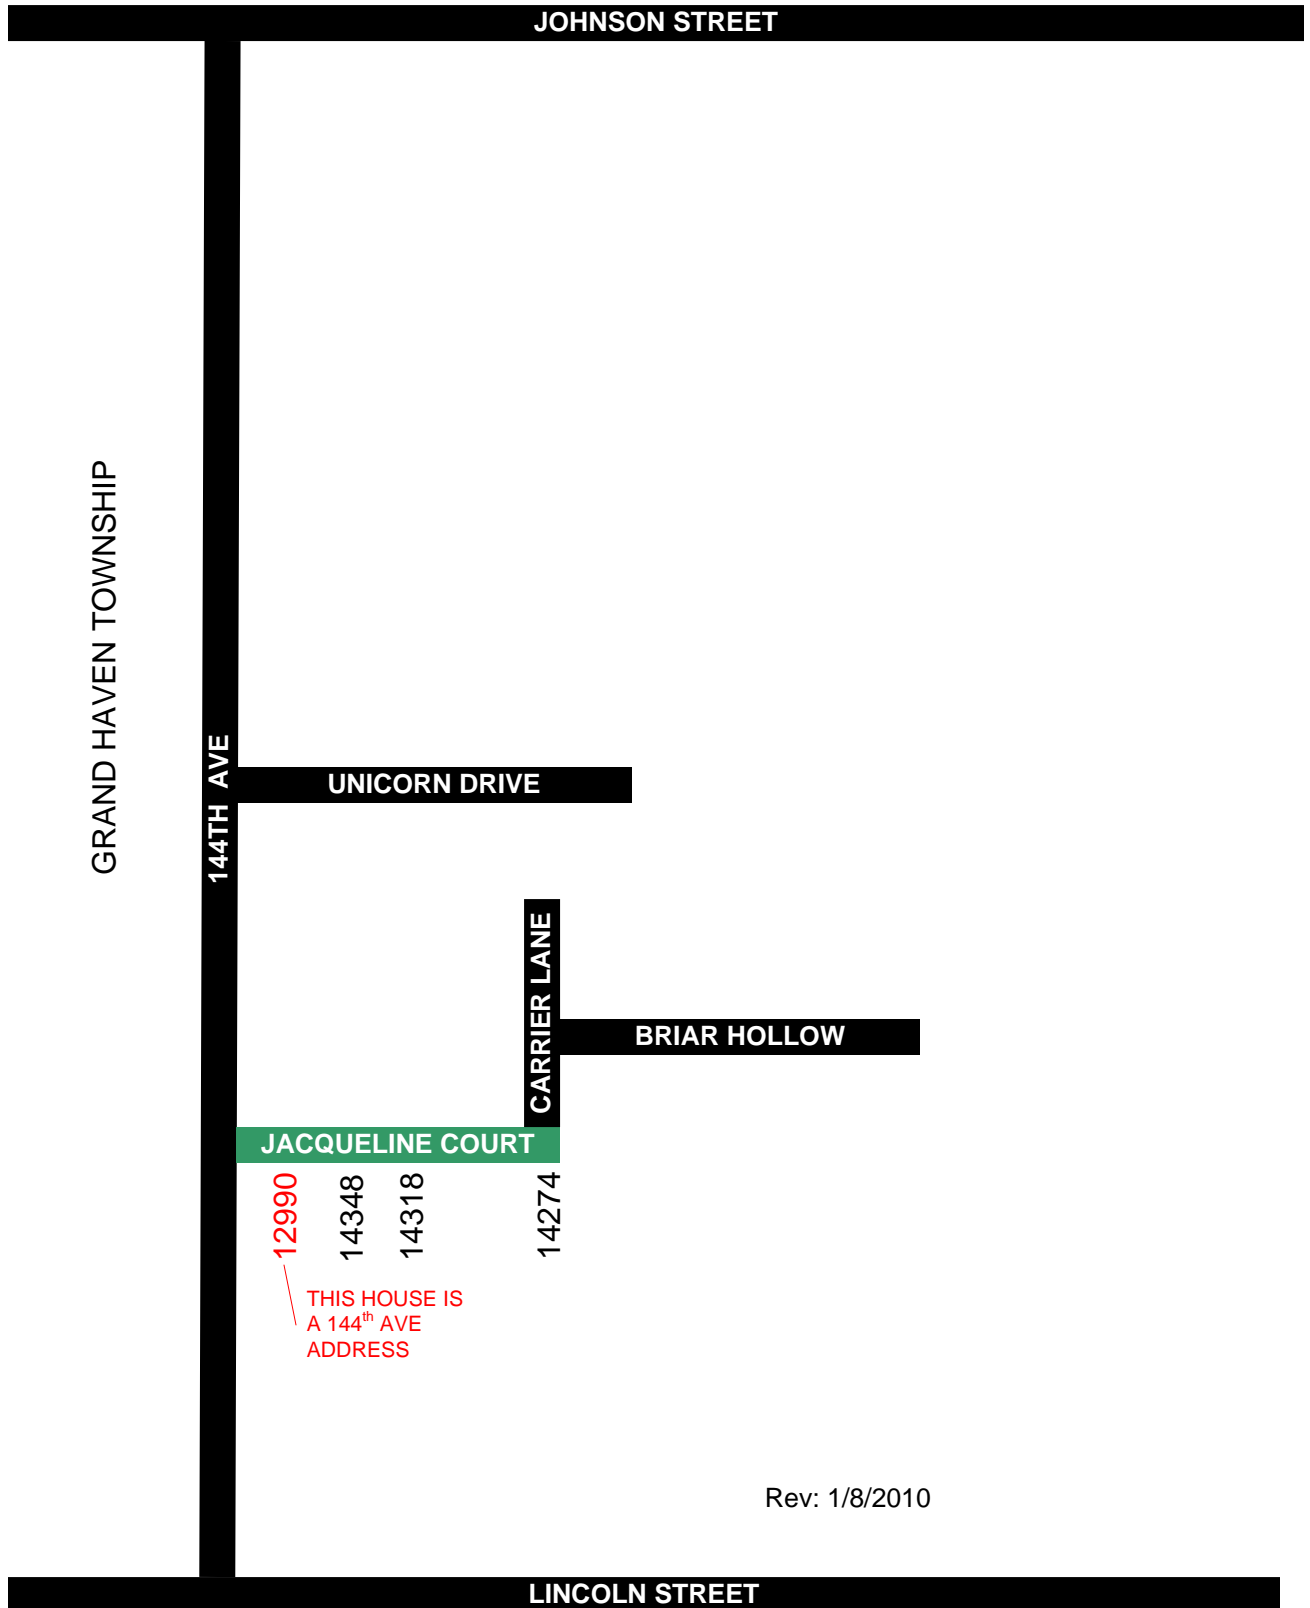 JOHNSON STREET
GRAND HAVEN TOWNSHIP
144TH AVE
UNICORN DRIVE
CARRIER LANE
BRIAR HOLLOW
JACQUELINE COURT
12990
14348
14318
14274
THIS HOUSE IS
A 144th AVE
ADDRESS
Rev: 1/8/2010
LINCOLN STREET